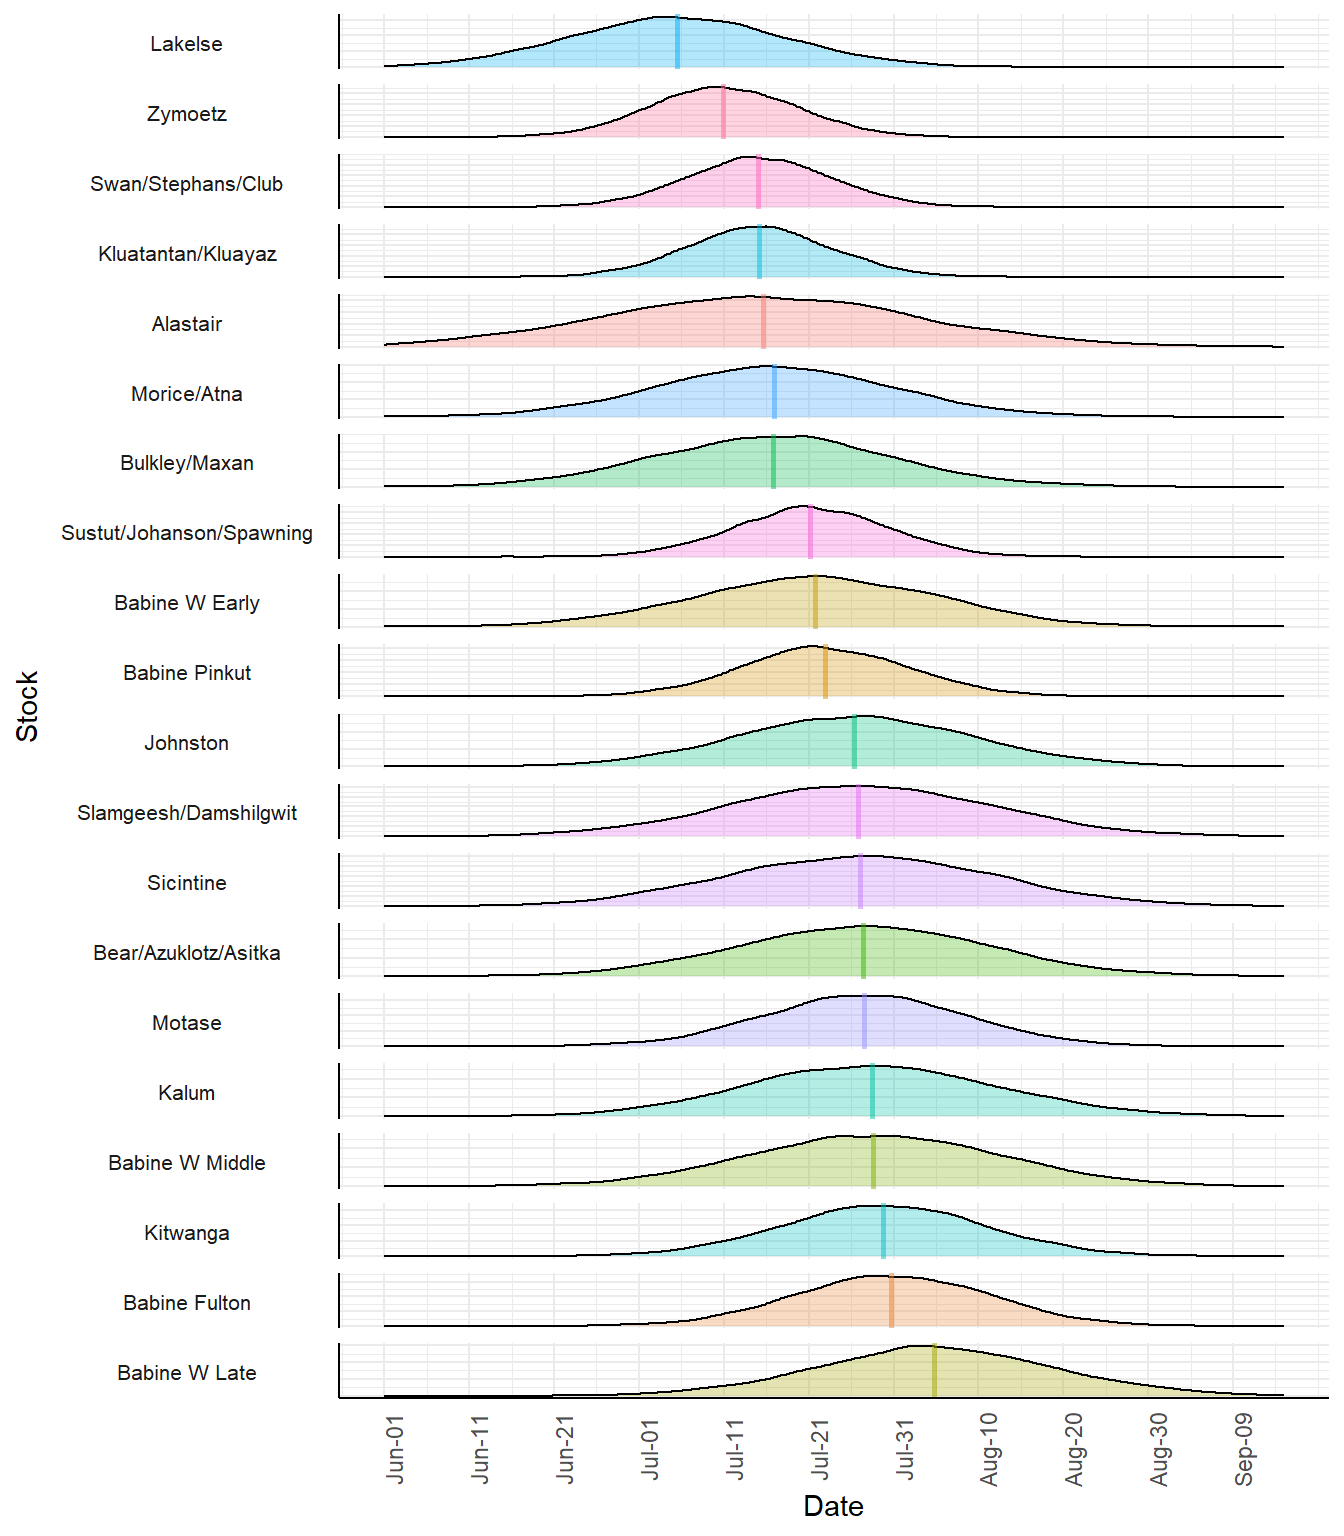 Lakelse
Zymoetz
Swan/Stephans/Club
Kluatantan/Kluayaz
Alastair
Morice/Atna
Bulkley/Maxan
Sustut/Johanson/Spawning
Babine W Early
Babine Pinkut
Stock
Johnston
Slamgeesh/Damshilgwit
Sicintine
Bear/Azuklotz/Asitka
Motase
Kalum
Babine W Middle
Kitwanga
Babine Fulton
Babine W Late
Jun-01
Jun-11
Jun-21
Jul-01
Jul-11
Jul-21
Jul-31
Aug-10
Aug-20
Aug-30
Sep-09
Date